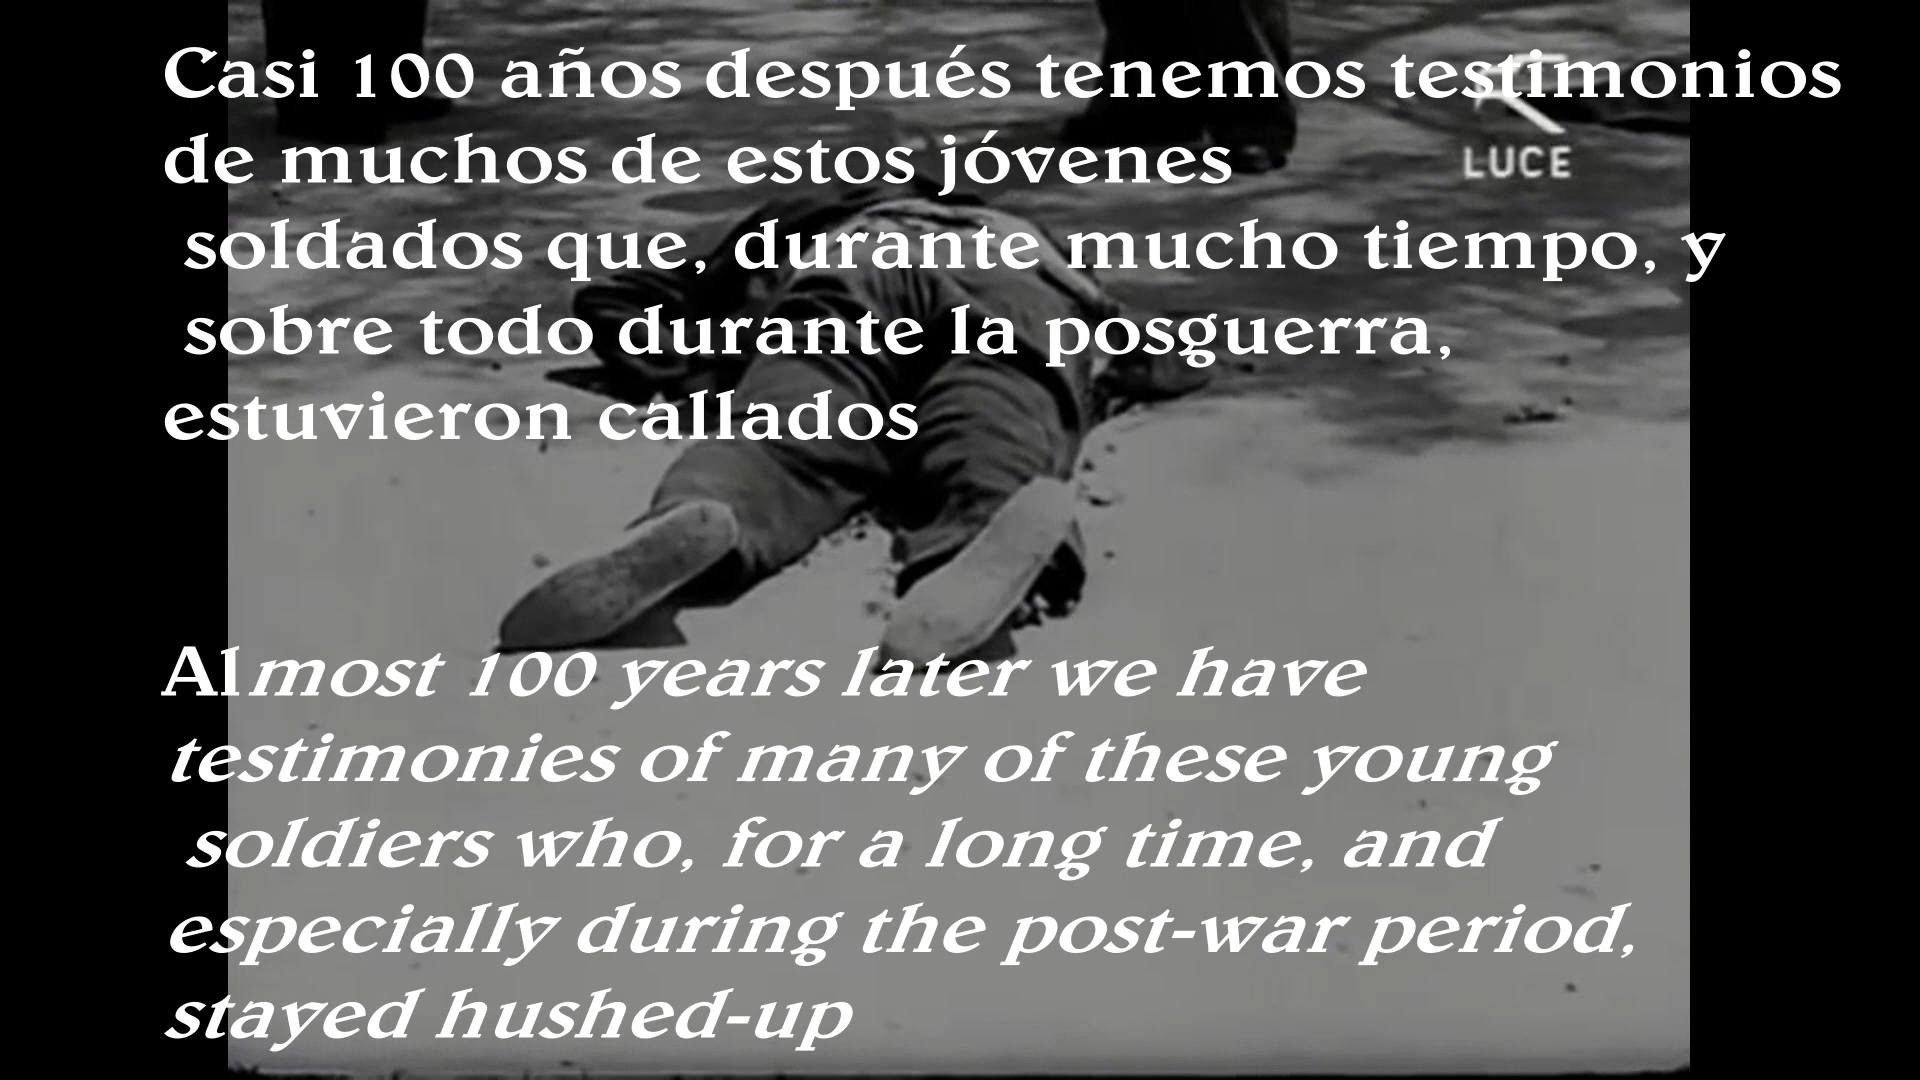 Casi 100 años después tenemos testimonios
LUCE
de muchos de estos jóvenes
soldados que, durante mucho tiempo, y
sobre todo durante la posguerra,
estuvieron callados
Almost 100 years later we have
testimonies of many of these young
soldiers who, for a long time, and
especially during the post-war period,
stayed hushed-up